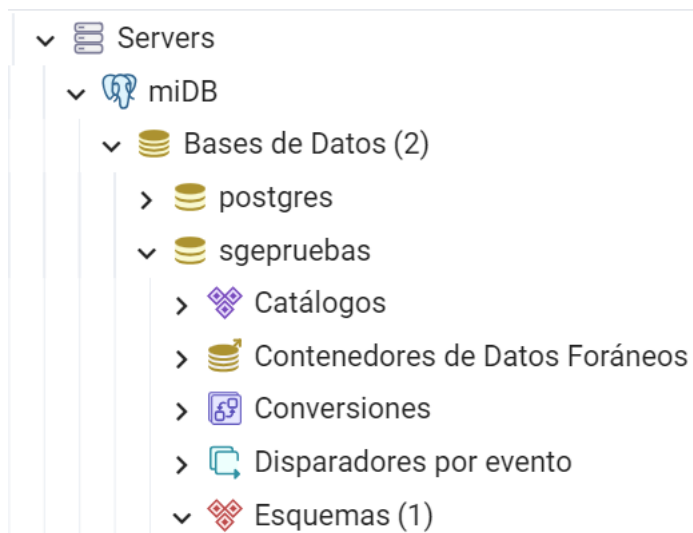 Servers
miDB
Bases de Datos (2)
postgres
sgepruebas
Catálogos
Contenedores de Datos Foráneos
Conversiones
Disparadores por evento
Esquemas (1)